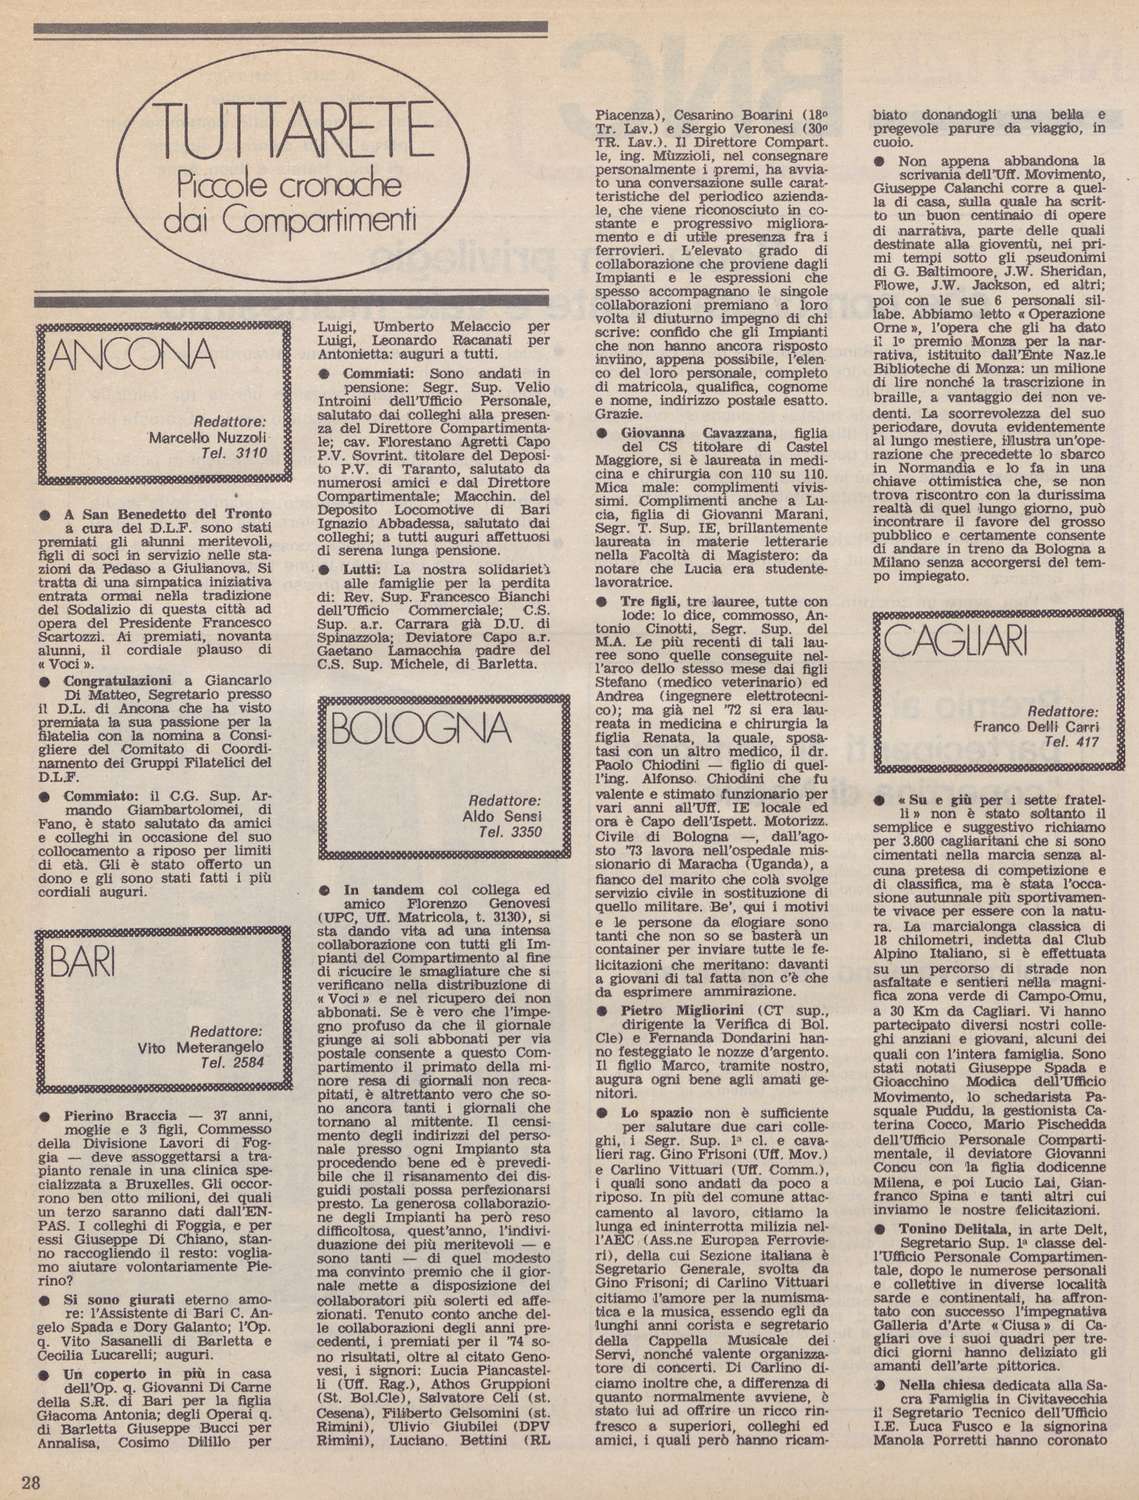 TUTTARETE
Piccole cronache
dai Compartimenti
ANCONA
Redattore:
Marcello Nuzzoli
Tel. 3110
● A San Benedetto del Tronto
a cura del D.L.F. sono stati
premiati gli alunni meritevoli,
figli di soci in servizio nelle sta-
zioni da Pedaso a Giulianova. Si
tratta di una simpatica iniziativa
entrata ormai nella tradizione
del Sodalizio di questa città ad
opera del Presidente Francesco
Scartozzi. Ai premiati, novanta
alunni, il cordiale plauso di
« Voci ».
● Congratulazioni a Giancarlo
Di Matteo, Segretario presso
il D.L. di Ancona che ha visto
premiata la sua passione per la
filatelia con la nomina a Consi-
gliere del Comitato di Coordi-
namento dei Gruppi Filatelici del
D.L.F.
● Commiato: il C.G. Sup. Ar-
mando Giambartolomei, di
Fano, è stato salutato da amici
e colleghi in occasione del suo
collocamento a riposo per limiti
di età. Gli è stato offerto un
dono e gli sono stati fatti i più
cordiali auguri.
BARI
Redattore:
Vito Meterangelo
Tel. 2584
● Pierino Braccia — 37 anni,
moglie e 3 figli, Commesso
della Divisione Lavori di Fog-
gia — deve assoggettarsi a tra-
pianto renale in una clinica spe-
cializzata a Bruxelles. Gli occor-
rono ben otto milioni, dei quali
un terzo saranno dati dall'EN-
PAS. I colleghi di Foggia, e per
essi Giuseppe Di Chiano, stan-
no raccogliendo il resto: voglia-
mo aiutare volontariamente Pie-
rino?
● Si sono giurati eterno amo-
re: l'Assistente di Bari C. An-
gelo Spada e Dory Galanto; l'Op.
q. Vito Sasanelli di Barletta e
Cecilia Lucarelli; auguri.
● Un coperto in più in casa
dell'Op. q. Giovanni Di Carne
della S.R. di Bari per la figlia
Giacoma Antonia; degli Operai q.
di Barletta Giuseppe Bucci per
Annalisa, Cosimo Dilillo per
Luigi, Umberto Melaccio per
Luigi, Leonardo Racanati per
Antonietta: auguri a tutti.
● Commiati: Sono andati in
pensione: Segr. Sup. Velio
Introini dell'Ufficio Personale,
salutato dai colleghi alla presen-
za del Direttore Compartimenta-
le; cav. Florestano Agretti Capo
P.V. Sovrint. titolare del Deposi-
to P.V. di Taranto, salutato da
numerosi amici e dal Direttore
Compartimentale; Macchin. del
Deposito Locomotive di Bari
Ignazio Abbadessa, salutato dai
colleghi; a tutti auguri affettuosi
di serena lunga pensione.
● Lutti: La nostra solidarietà
alle famiglie per la perdita
di: Rev. Sup. Francesco Bianchi
dell'Ufficio Commerciale; C.S.
Sup. a.r. Carrara già D.U. di
Spinazzola; Deviatore Capo a.r.
Gaetano Lamacchia padre del
C.S. Sup. Michele, di Barletta.
BOLOGNA
Redattore:
Aldo Sensi
Tel. 3350
● In tandem col collega ed
amico Florenzo Genovesi
(UPC, Uff. Matricola, t. 3130), si
sta dando vita ad una intensa
collaborazione con tutti gli Im-
pianti del Compartimento al fine
di ricucire le smagliature che si
verificano nella distribuzione di
« Voci » e nel ricupero dei non
abbonati. Se è vero che l'impe-
gno profuso da che il giornale
giunge ai soli abbonati per via
postale consente a questo Com-
partimento il primato della mi-
nore resa di giornali non reca-
pitati, è altrettanto vero che so-
no ancora tanti i giornali che
tornano al mittente. Il censi-
mento degli indirizzi del perso-
nale presso ogni Impianto sta
procedendo bene ed è prevedi-
bile che il risanamento dei dis-
guidi postali possa perfezionarsi
presto. La generosa collaborazio-
ne degli Impianti ha però reso
difficoltosa, quest'anno, l'indivi-
duazione dei più meritevoli — e
sono tanti — di quel modesto
ma convinto premio che il gior-
nale mette a disposizione dei
collaboratori più solerti ed affe-
zionati. Tenuto conto anche del-
le collaborazioni degli anni pre-
cedenti, i premiati per il '74 so-
no risultati, oltre al citato Geno-
vesi, i signori: Lucia Piancastel-
li (Uff. Rag.), Athos Gruppioni
(St. Bol.Cle), Salvatore Celi (st.
Cesena), Filiberto Gelsomini (st.
Rimini), Ulivio Giubilei (DPV
Rimini), Luciano Bettini (RL
Piacenza), Cesarino Boarini (18º
Tr. Lav.) e Sergio Veronesi (30º
TR. Lav.). Il Direttore Compart.
le, ing. Mùzzioli, nel consegnare
personalmente i premi, ha avvia-
to una conversazione sulle carat-
teristiche del periodico azienda-
le, che viene riconosciuto in co-
stante e progressivo migliora-
mento e di utile presenza fra i
ferrovieri. L'elevato grado di
collaborazione che proviene dagli
Impianti e le espressioni che
spesso accompagnano le singole
collaborazioni premiano a loro
volta il diuturno impegno di chi
scrive: confido che gli Impianti
che non hanno ancora risposto
inviino, appena possibile, l'elen
co del loro personale, completo
di matricola, qualifica, cognome
e nome, indirizzo postale esatto.
Grazie.
● Giovanna Cavazzana, figlia
del CS titolare di Castel
Maggiore, si è laureata in medi-
cina e chirurgia con 110 su 110.
Mica male: complimenti vivis-
simi. Complimenti anche a Lu-
cia, figlia di Giovanni Marani,
Segr. T. Sup. IE, brillantemente
laureata in materie letterarie
nella Facoltà di Magistero: da
notare che Lucia era studente-
lavoratrice.
● Tre figli, tre lauree, tutte con
lode: lo dice, commosso, An-
tonio Cinotti, Segr. Sup. del
M.A. Le più recenti di tali lau-
ree sono quelle conseguite nel-
l'arco dello stesso mese dai figli
Stefano (medico veterinario) ed
Andrea (ingegnere elettrotecni-
co); ma già nel '72 si era lau-
reata in medicina e chirurgia la
figlia Renata, la quale, sposa-
tasi con un altro medico, il dr.
Paolo Chiodini — figlio di quel-
l'ing. Alfonso Chiodini che fu
valente e stimato funzionario per
vari anni all'Uff. IE locale ed
ora è Capo dell'Ispett. Motorizz.
Civile di Bologna —, dall'ago-
sto '73 lavora nell'ospedale mis-
sionario di Maracha (Uganda), a
fianco del marito che colà svolge
servizio civile in sostituzione di
quello militare. Be', qui i motivi
e le persone da elogiare sono
tanti che non so se basterà un
container per inviare tutte le fe-
licitazioni che meritano: davanti
a giovani di tal fatta non c'è che
da esprimere ammirazione.
● Pietro Migliorini (CT sup.,
dirigente la Verifica di Bol.
Cle) e Fernanda Dondarini han-
no festeggiato le nozze d'argento.
Il figlio Marco, tramite nostro,
augura ogni bene agli amati ge-
nitori.
● Lo spazio non è sufficiente
per salutare due cari colle-
ghi, i Segr. Sup. 1ª cl. e cava-
lieri rag. Gino Frisoni (Uff. Mov.)
e Carlino Vittuari (Uff. Comm.),
i quali sono andati da poco a
riposo. In più del comune attac-
camento al lavoro, citiamo la
lunga ed ininterrotta milizia nel-
l'AEC (Ass.ne Europea Ferrovie-
ri), della cui Sezione italiana è
Segretario Generale, svolta da
Gino Frisoni; di Carlino Vittuari
citiamo l'amore per la numisma-
tica e la musica, essendo egli da
lunghi anni corista e segretario
della Cappella Musicale dei
Servi, nonché valente organizza-
tore di concerti. Di Carlino di-
ciamo inoltre che, a differenza di
quanto normalmente avviene, è
stato lui ad offrire un ricco rin-
fresco a superiori, colleghi ed
amici, i quali però hanno ricam-
biato donandogli una bella e
pregevole parure da viaggio, in
cuoio.
● Non appena abbandona la
scrivania dell'Uff. Movimento,
Giuseppe Calanchi corre a quel-
la di casa, sulla quale ha scrit-
to un buon centinaio di opere
di narrativa, parte delle quali
destinate alla gioventù, nei pri-
mi tempi sotto gli pseudonimi
di G. Baltimoore, J.W. Sheridan,
Flowe, J.W. Jackson, ed altri;
poi con le sue 6 personali sil-
labe. Abbiamo letto « Operazione
Orne », l'opera che gli ha dato
il 1º premio Monza per la nar-
rativa, istituito dall'Ente Naz.le
Biblioteche di Monza: un milione
di lire nonché la trascrizione in
braille, a vantaggio dei non ve-
denti. La scorrevolezza del suo
periodare, dovuta evidentemente
al lungo mestiere, illustra un'ope-
razione che precedette lo sbarco
in Normandia e lo fa in una
chiave ottimistica che, se non
trova riscontro con la durissima
realtà di quel lungo giorno, può
incontrare il favore del grosso
pubblico e certamente consente
di andare in treno da Bologna a
Milano senza accorgersi del tem-
po impiegato.
CAGLIARI
Redattore:
Franco Delli Carri
Tel. 417
● « Su e giù per i sette fratel-
li » non è stato soltanto il
semplice e suggestivo richiamo
per 3.800 cagliaritani che si sono
cimentati nella marcia senza al-
cuna pretesa di competizione e
di classifica, ma è stata l'occa-
sione autunnale più sportivamen-
te vivace per essere con la natu-
ra. La marcialonga classica di
18 chilometri, indetta dal Club
Alpino Italiano, si è effettuata
su un percorso di strade non
asfaltate e sentieri nella magni-
fica zona verde di Campo-Omu,
a 30 Km da Cagliari. Vi hanno
partecipato diversi nostri colle-
ghi anziani e giovani, alcuni dei
quali con l'intera famiglia. Sono
stati notati Giuseppe Spada e
Gioacchino Modica dell'Ufficio
Movimento, lo schedarista Pa-
squale Puddu, la gestionista Ca-
terina Cocco, Mario Pischedda
dell'Ufficio Personale Comparti-
mentale, il deviatore Giovanni
Concu con la figlia dodicenne
Milena, e poi Lucio Lai, Gian-
franco Spina e tanti altri cui
inviamo le nostre felicitazioni.
● Tonino Delitala, in arte Delt,
Segretario Sup. 1ª classe del-
l'Ufficio Personale Compartimen-
tale, dopo le numerose personali
e collettive in diverse località
sarde e continentali, ha affron-
tato con successo l'impegnativa
Galleria d'Arte « Ciusa » di Ca-
gliari ove i suoi quadri per tre-
dici giorni hanno deliziato gli
amanti dell'arte pittorica.
● Nella chiesa dedicata alla Sa-
cra Famiglia in Civitavecchia
il Segretario Tecnico dell'Ufficio
I.E. Luca Fusco e la signorina
Manola Porretti hanno coronato
28